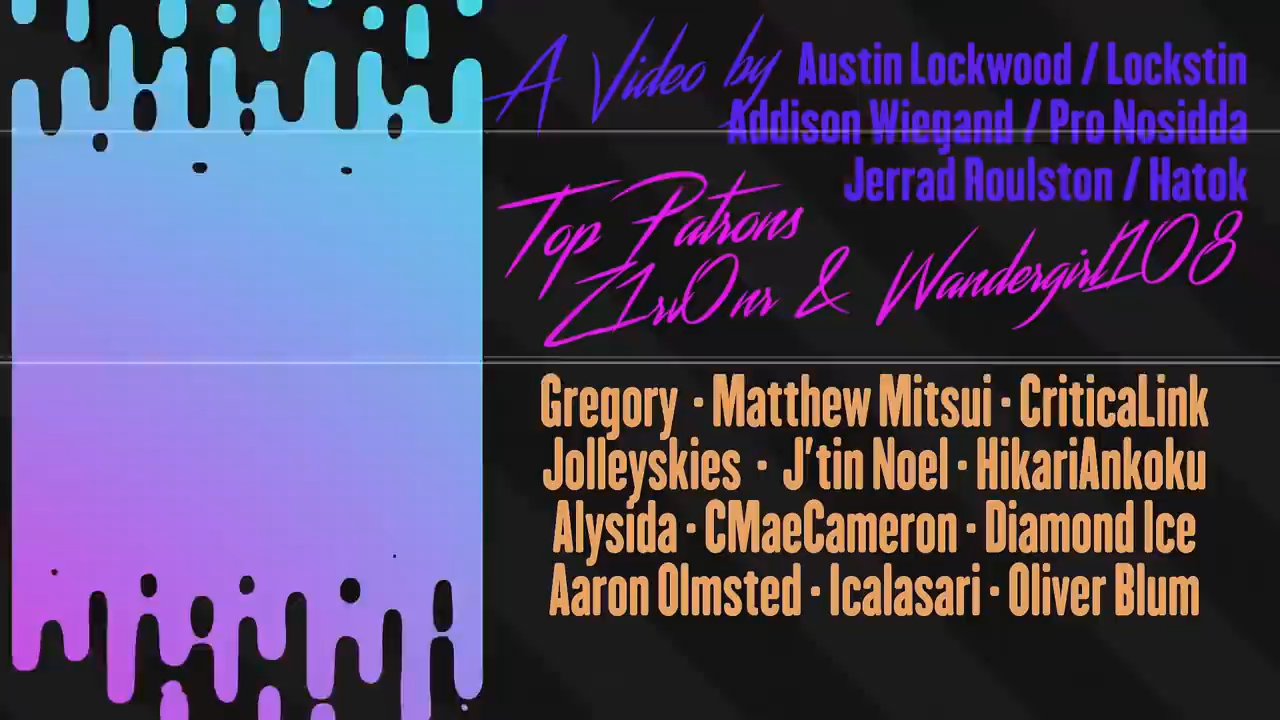 A Video by Austin Lockwood / Lockstin
Addison Wiegand / Pro Nosidda
Jerrad Roulston / Hatok
Top Patrons
Z1rv0nr & Wandergirl108
Gregory · Matthew Mitsui · CriticaLink
Jolleyskies · J'tin Noel · HikariAnkoku
Alysida · CMaeCameron · Diamond Ice
Aaron Olmsted · Icalasari · Oliver Blum